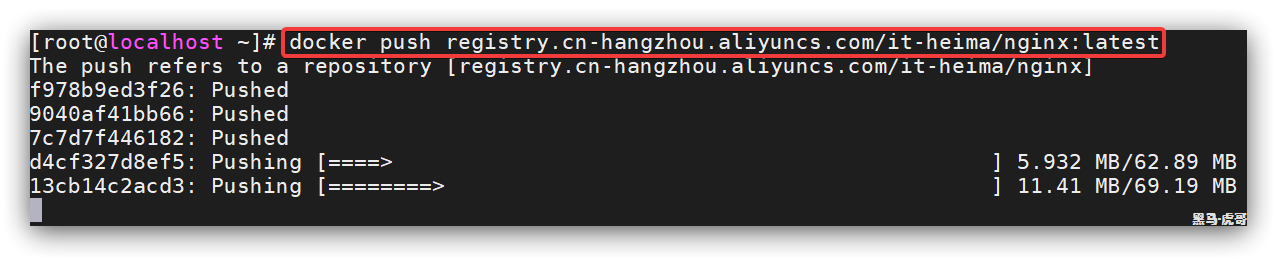 [root@localhost ~]# docker push registry.cn-hangzhou.aliyuncs.com/it-heima/nginx:latest
The push refers to a repository [registry.cn-hangzhou.aliyuncs.com/it-heima/nginx]
f978b9ed3f26: Pushed
9040af41bb66: Pushed
7c7d7f446182: Pushed
d4cf327d8ef5: Pushing [====>                                              ] 5.932 MB/62.89 MB
13cb14c2acd3: Pushing [========>                                          ] 11.41 MB/69.19 MB
黑马·虎哥